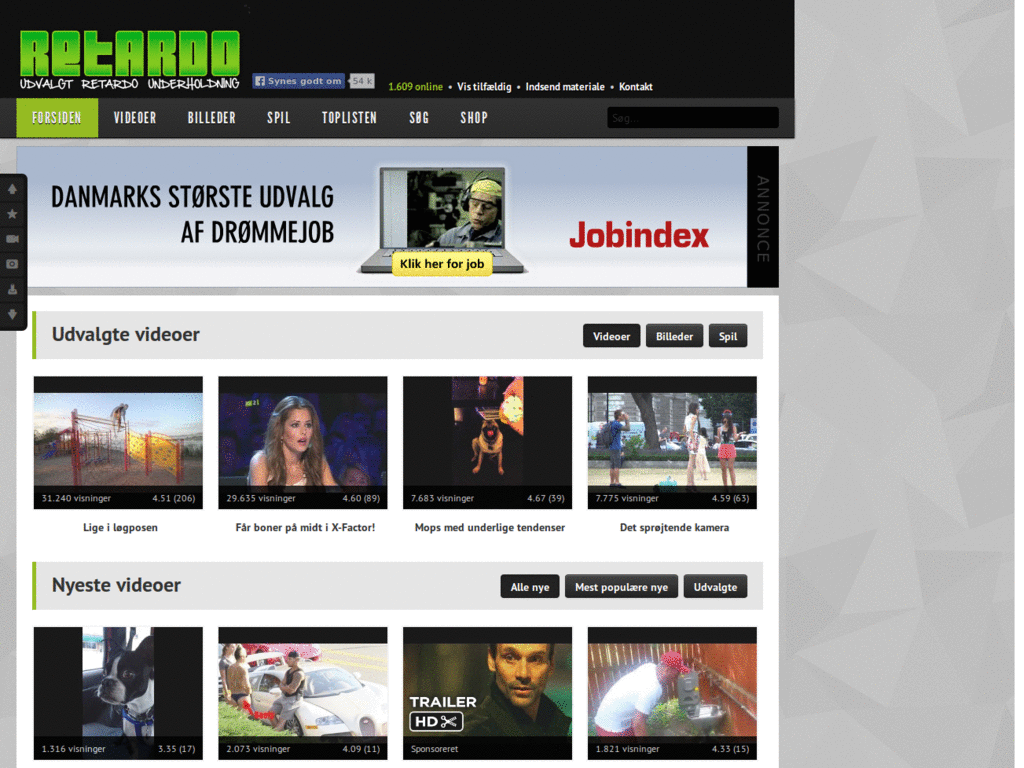 RETARDO
UDVALGT RETARDO UNDERHOLDNING
Synes godt om 54 k
1.609 online • Vis tilfældig • Indsend materiale • Kontakt
FORSIDEN VIDEOER BILLEDER SPIL TOPLISTEN SØG SHOP
Søg...
DANMARKS STØRSTE UDVALG
AF DRØMMEJOB
Klik her for job
Jobindex
ANNONCE
Udvalgte videoer
Videoer Billeder Spil
31.240 visninger 4.51 (206)
29.635 visninger 4.60 (89)
7.683 visninger 4.67 (39)
7.775 visninger 4.59 (63)
Lige i løgposen
Får boner på midt i X-Factor!
Mops med underlige tendenser
Det sprøjtende kamera
Nyeste videoer
Alle nye Mest populære nye Udvalgte
TRAILER
HD
1.316 visninger 3.35 (17)
2.073 visninger 4.09 (11)
Sponsoreret
1.821 visninger 4.33 (15)